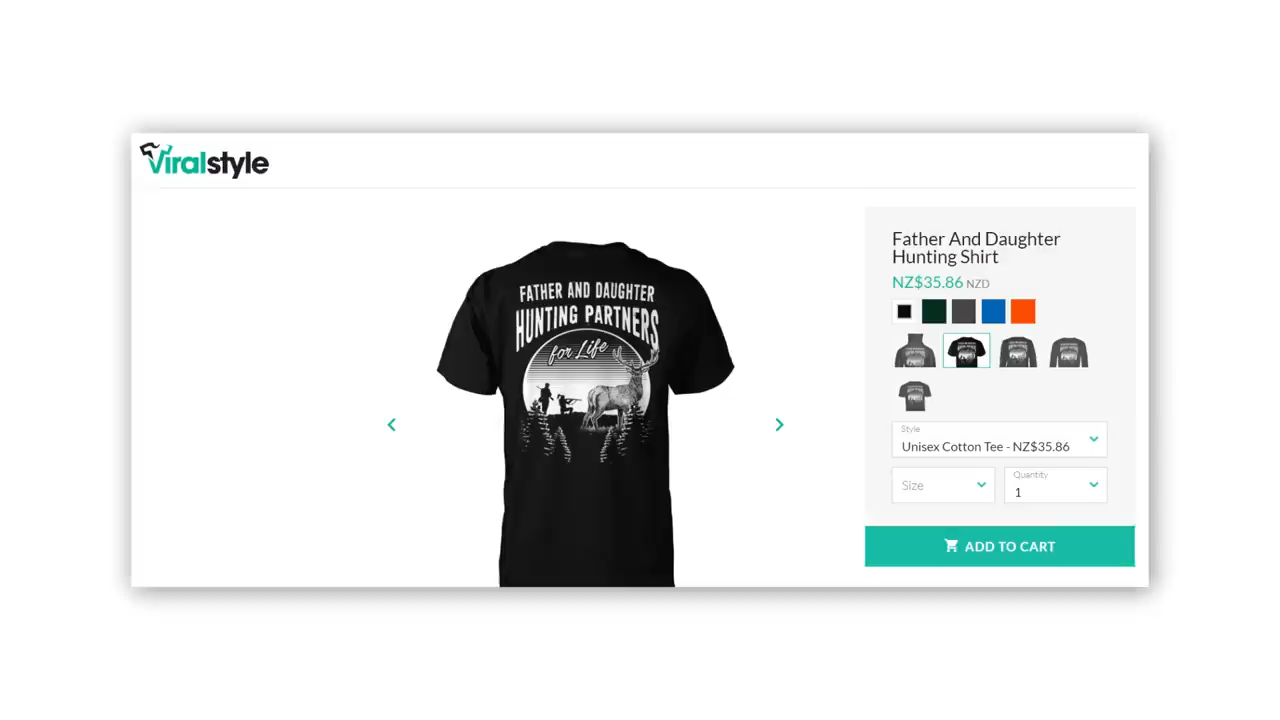 Viralstyle
FATHER AND DAUGHTER
HUNTING PARTNERS
for Life
Father And Daughter
Hunting Shirt
NZ$35.86 NZD
Style
Unisex Cotton Tee - NZ$35.86
Size
Quantity
1
ADD TO CART